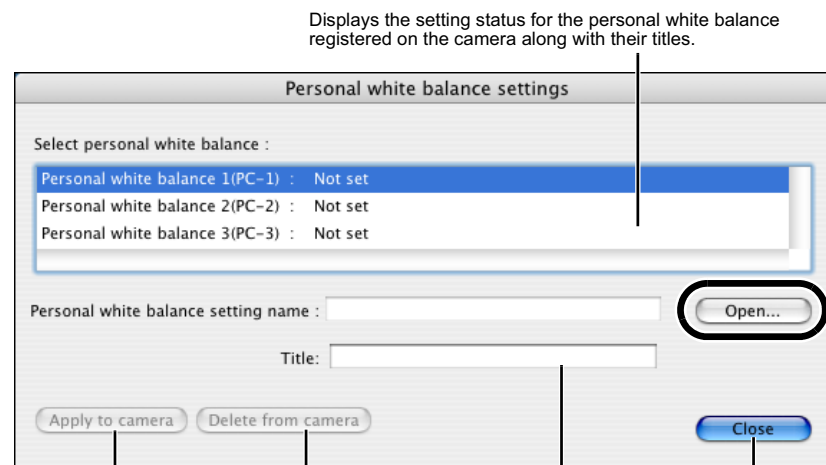 Displays the setting status for the personal white balance
registered on the camera along with their titles.
Personal white balance settings
Select personal white balance :
Personal white balance 1(PC-1) : Not set
Personal white balance 2(PC-2) : Not set
Personal white balance 3(PC-3) : Not set
Personal white balance setting name :
Open...
Title:
Apply to camera
Delete from camera
Close